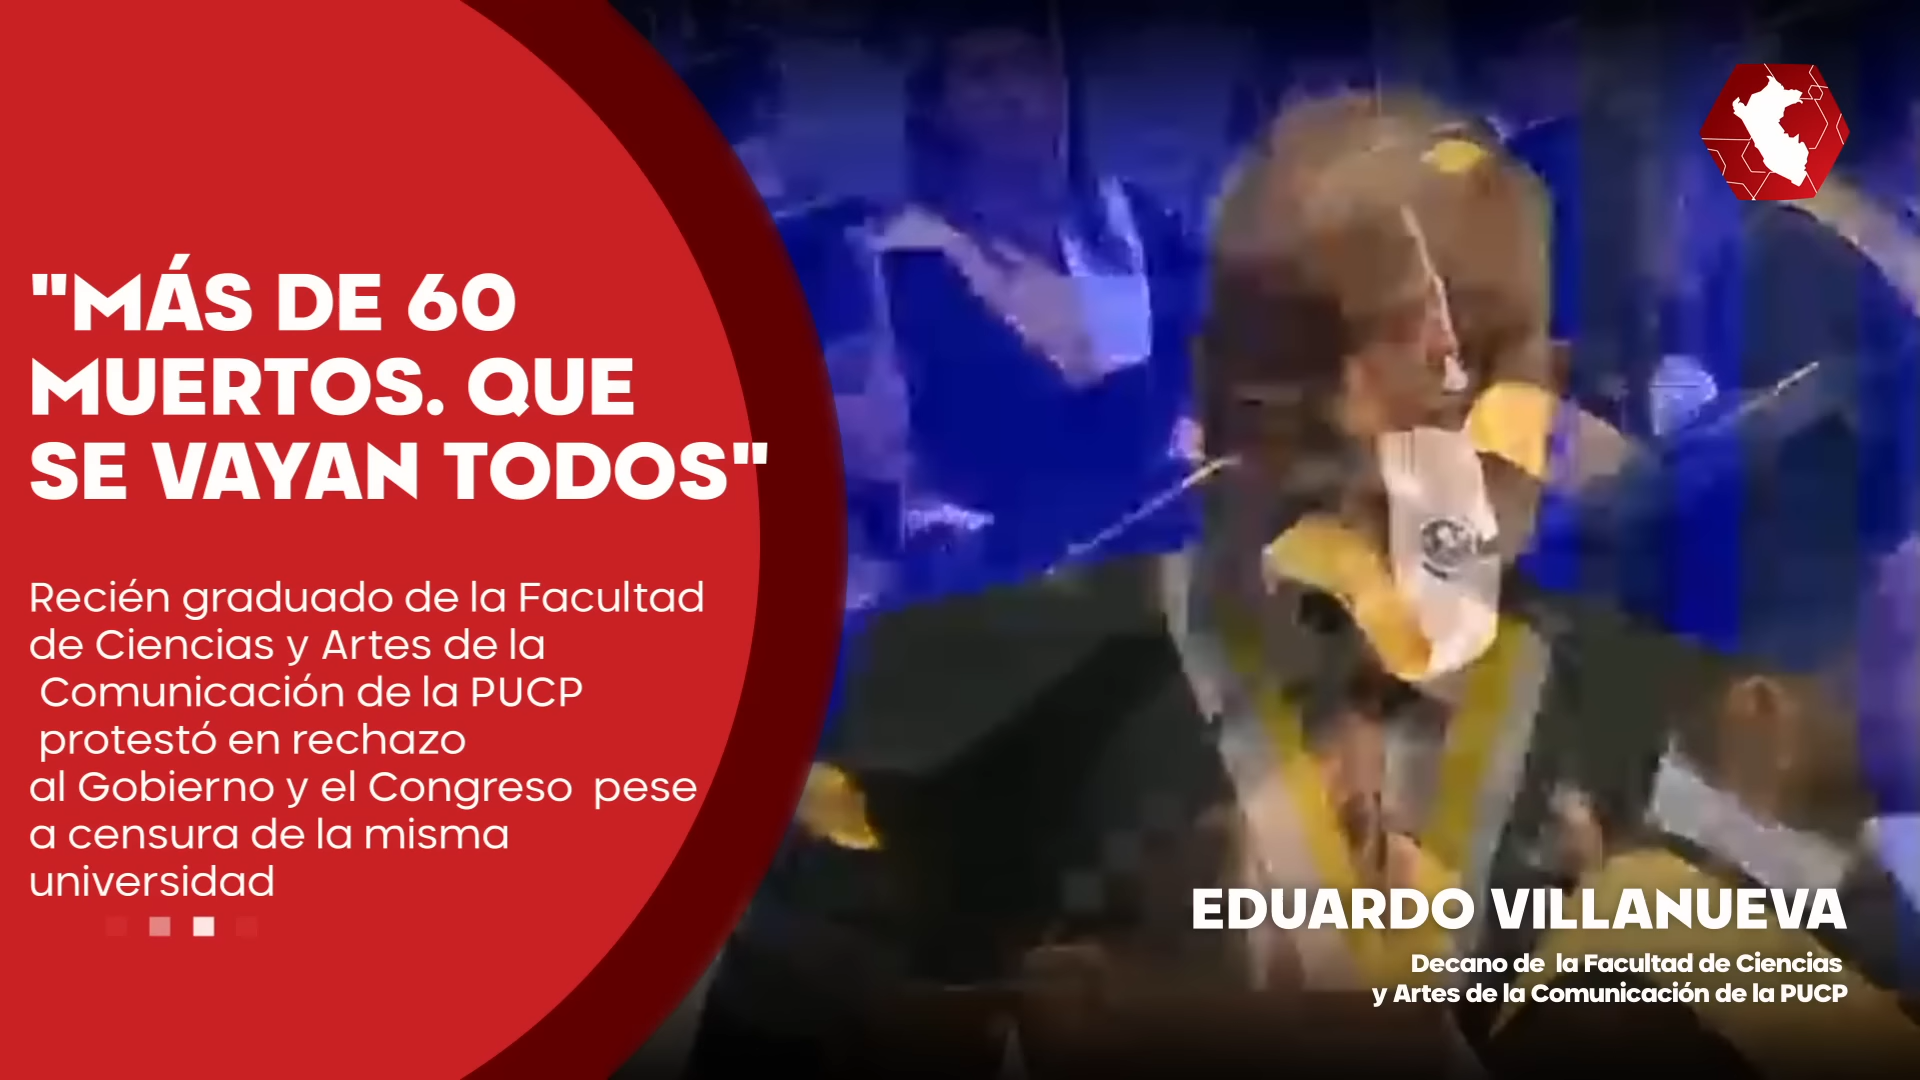 "MÁS DE 60
MUERTOS. QUE
SE VAYAN TODOS"
Recién graduado de la Facultad
de Ciencias y Artes de la
Comunicación de la PUCP
protestó en rechazo
al Gobierno y el Congreso pese
a censura de la misma
universidad
EDUARDO VILLANUEVA
Decano de la Facultad de Ciencias
y Artes de la Comunicación de la PUCP